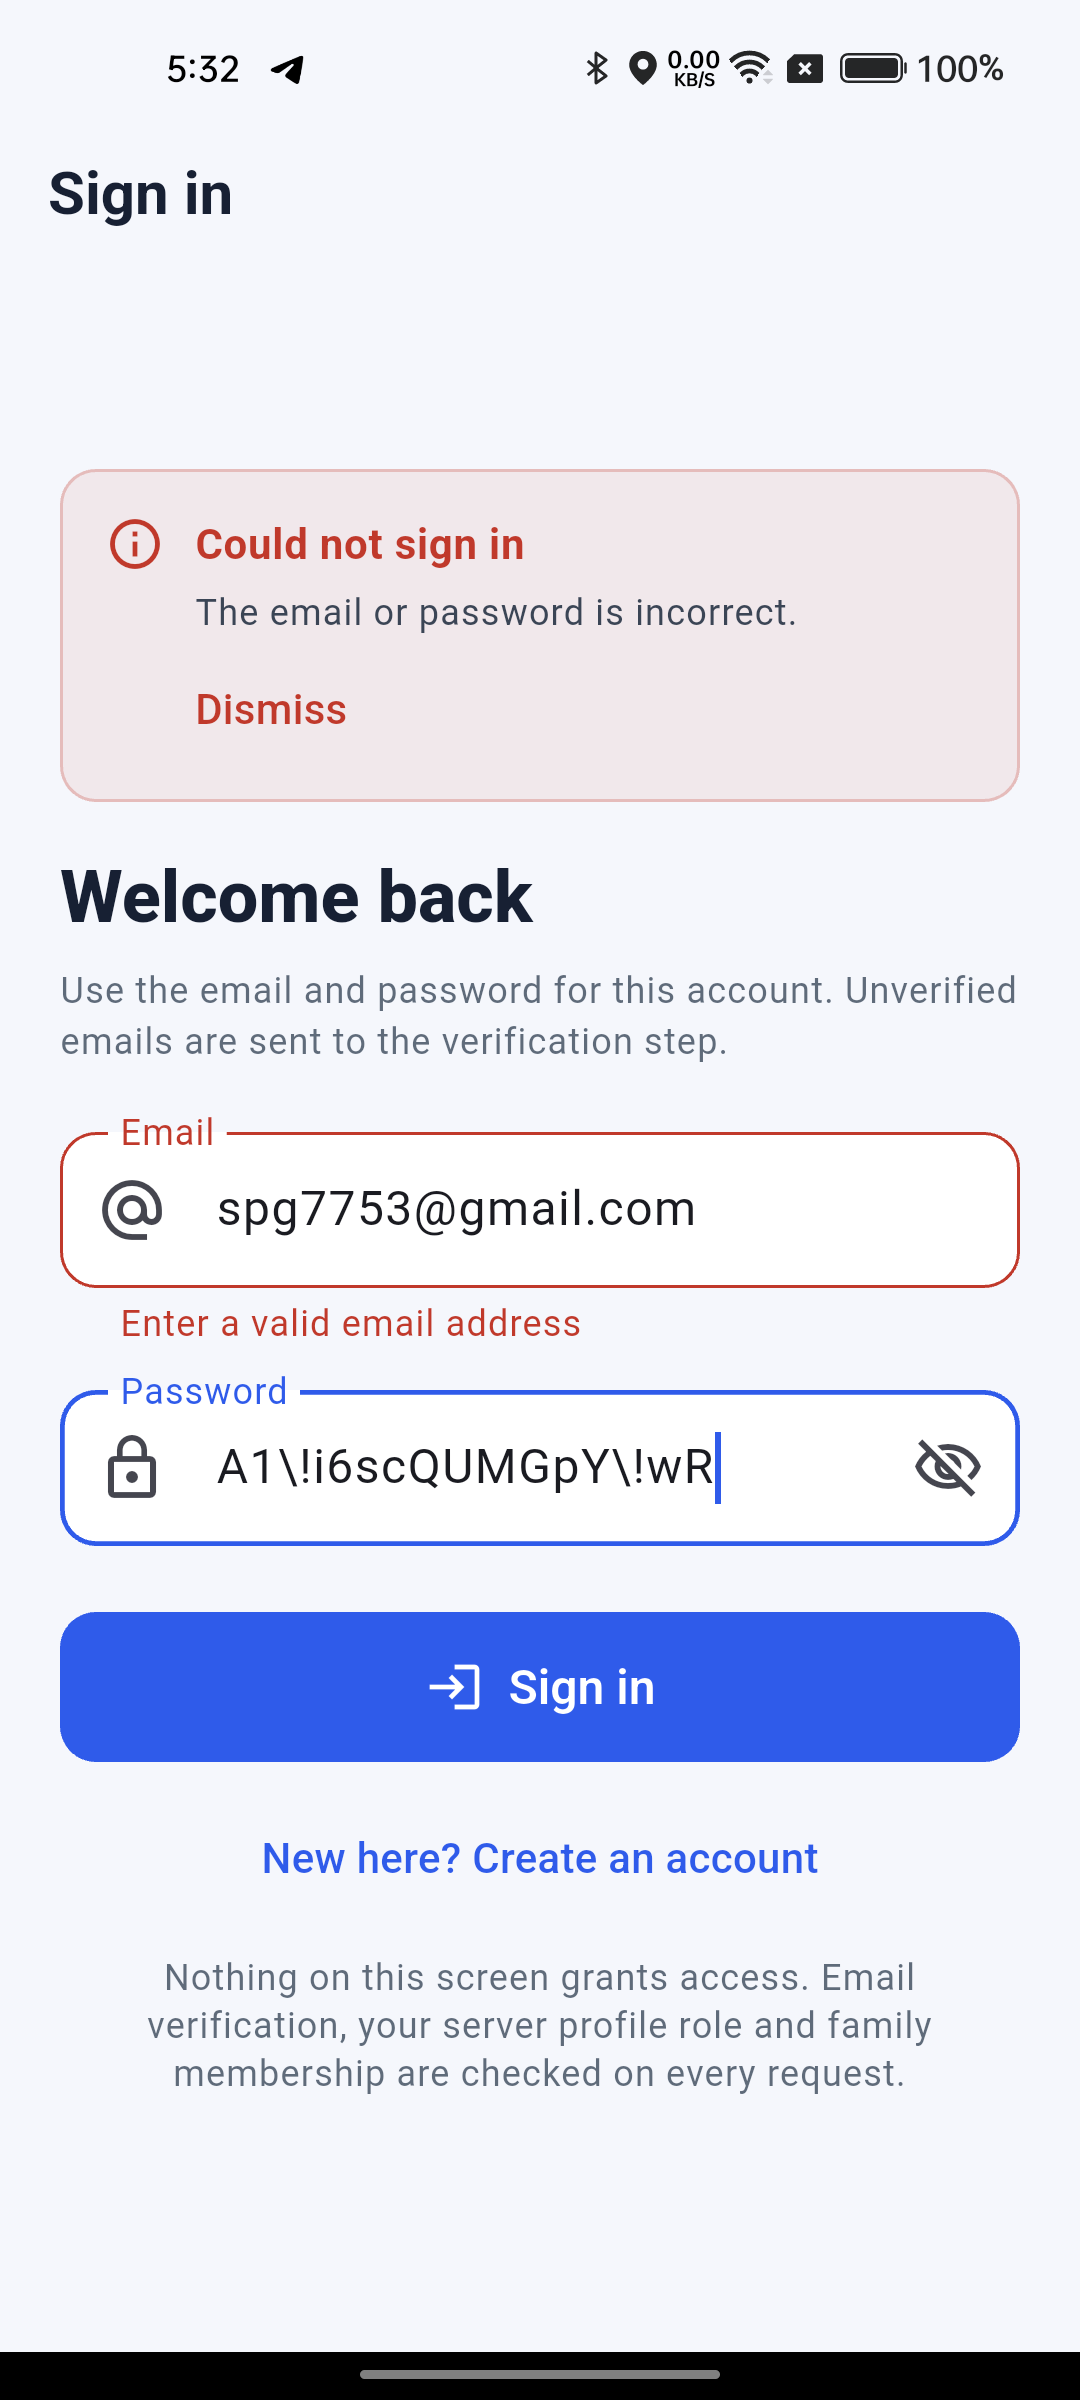 5:32
0.00
KB/S
100%
Sign in
Could not sign in
The email or password is incorrect.
Dismiss
Welcome back
Use the email and password for this account. Unverified
emails are sent to the verification step.
Email
spg7753@gmail.com
Enter a valid email address
Password
A1\!i6scQUMGpY\!wR
Sign in
New here? Create an account
Nothing on this screen grants access. Email
verification, your server profile role and family
membership are checked on every request.